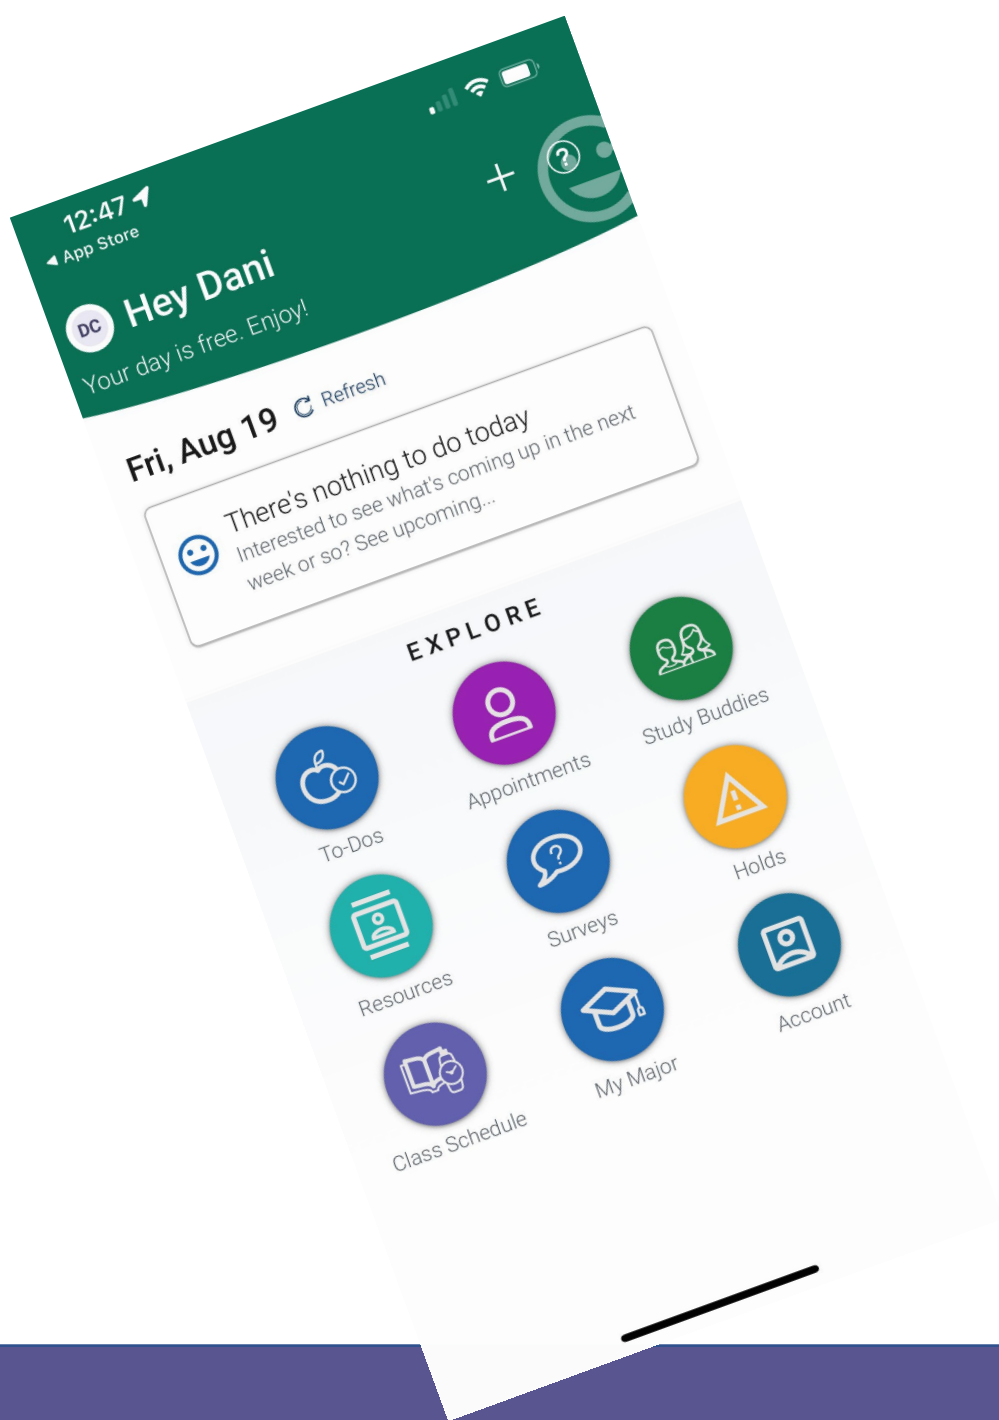 12:47
◀ App Store
?
DC
Hey Dani
Your day is free. Enjoy!
Fri, Aug 19
Refresh
There's nothing to do today
Interested to see what's coming up in the next
week or so? See upcoming...
EXPLORE
To-Dos
Appointments
Study Buddies
Resources
?
Surveys
Holds
Class Schedule
My Major
Account